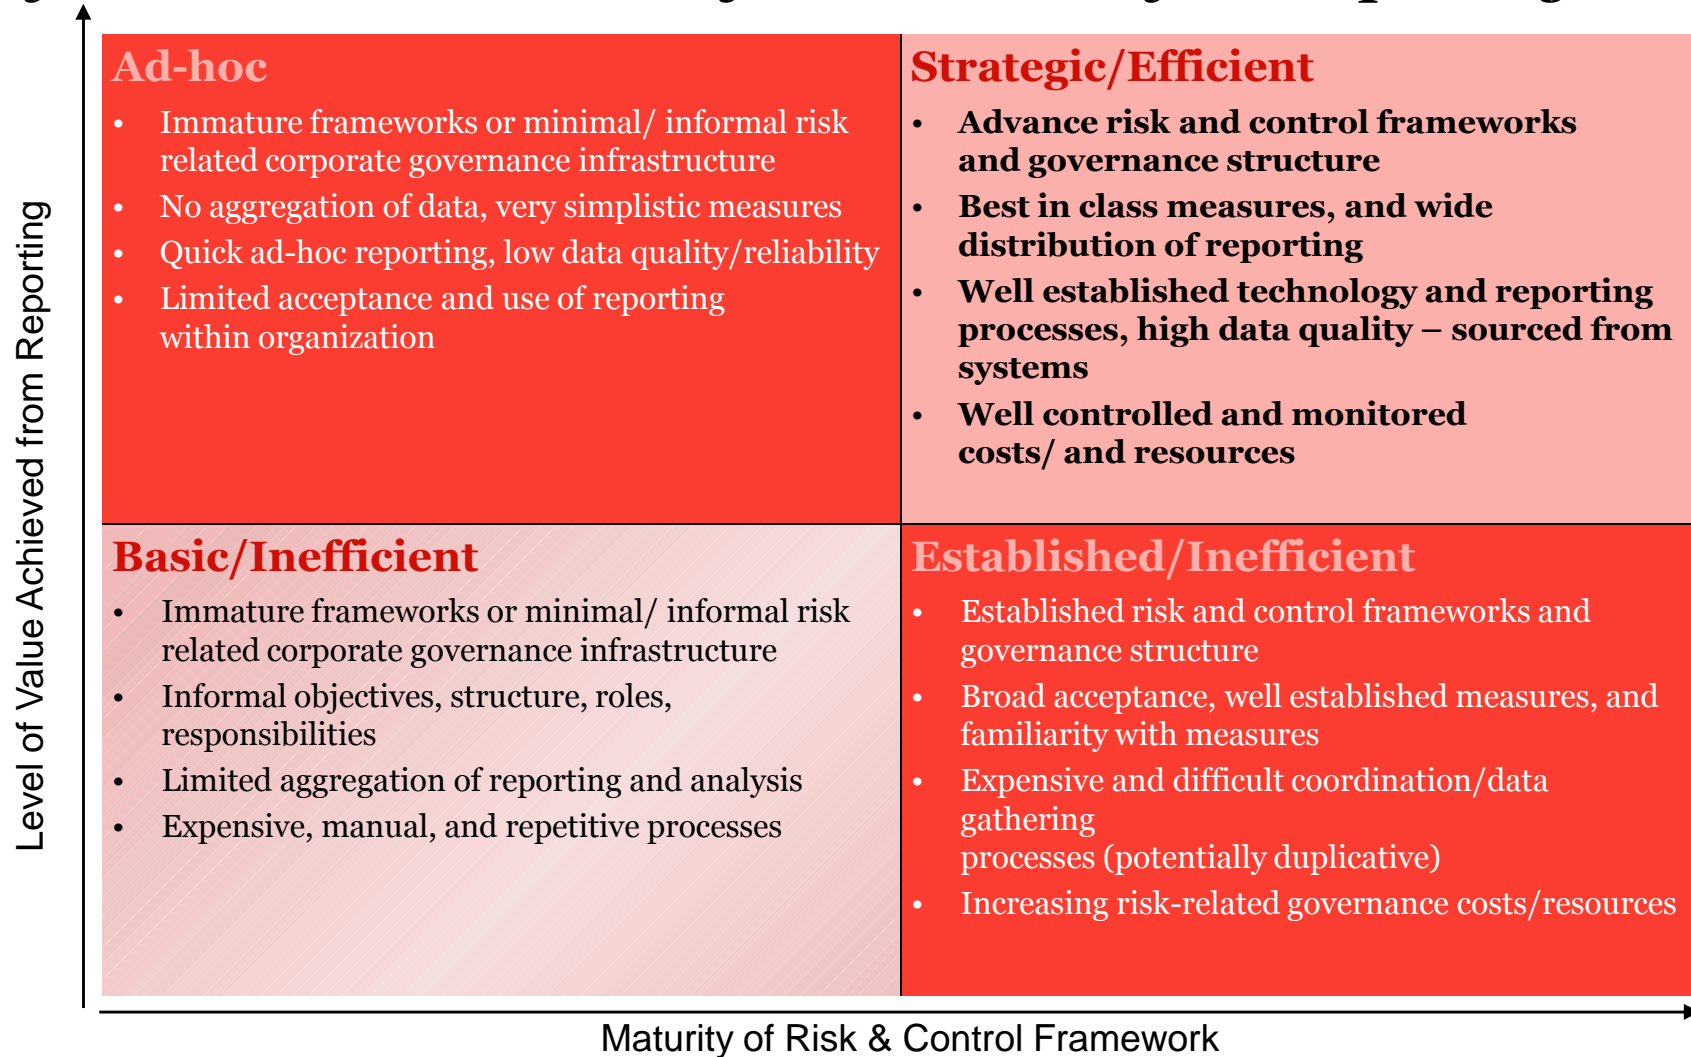 Ad-hoc
• Immature frameworks or minimal/ informal risk
related corporate governance infrastructure
• No aggregation of data, very simplistic measures
• Quick ad-hoc reporting, low data quality/reliability
• Limited acceptance and use of reporting
within organization
Strategic/Efficient
• Advance risk and control frameworks
and governance structure
• Best in class measures, and wide
distribution of reporting
• Well established technology and reporting
processes, high data quality – sourced from
systems
• Well controlled and monitored
costs/ and resources
Basic/Inefficient
• Immature frameworks or minimal/ informal risk
related corporate governance infrastructure
• Informal objectives, structure, roles,
responsibilities
• Limited aggregation of reporting and analysis
• Expensive, manual, and repetitive processes
Established/Inefficient
• Established risk and control frameworks and
governance structure
• Broad acceptance, well established measures, and
familiarity with measures
• Expensive and difficult coordination/data
gathering
processes (potentially duplicative)
• Increasing risk-related governance costs/resources
Level of Value Achieved from Reporting
Maturity of Risk & Control Framework